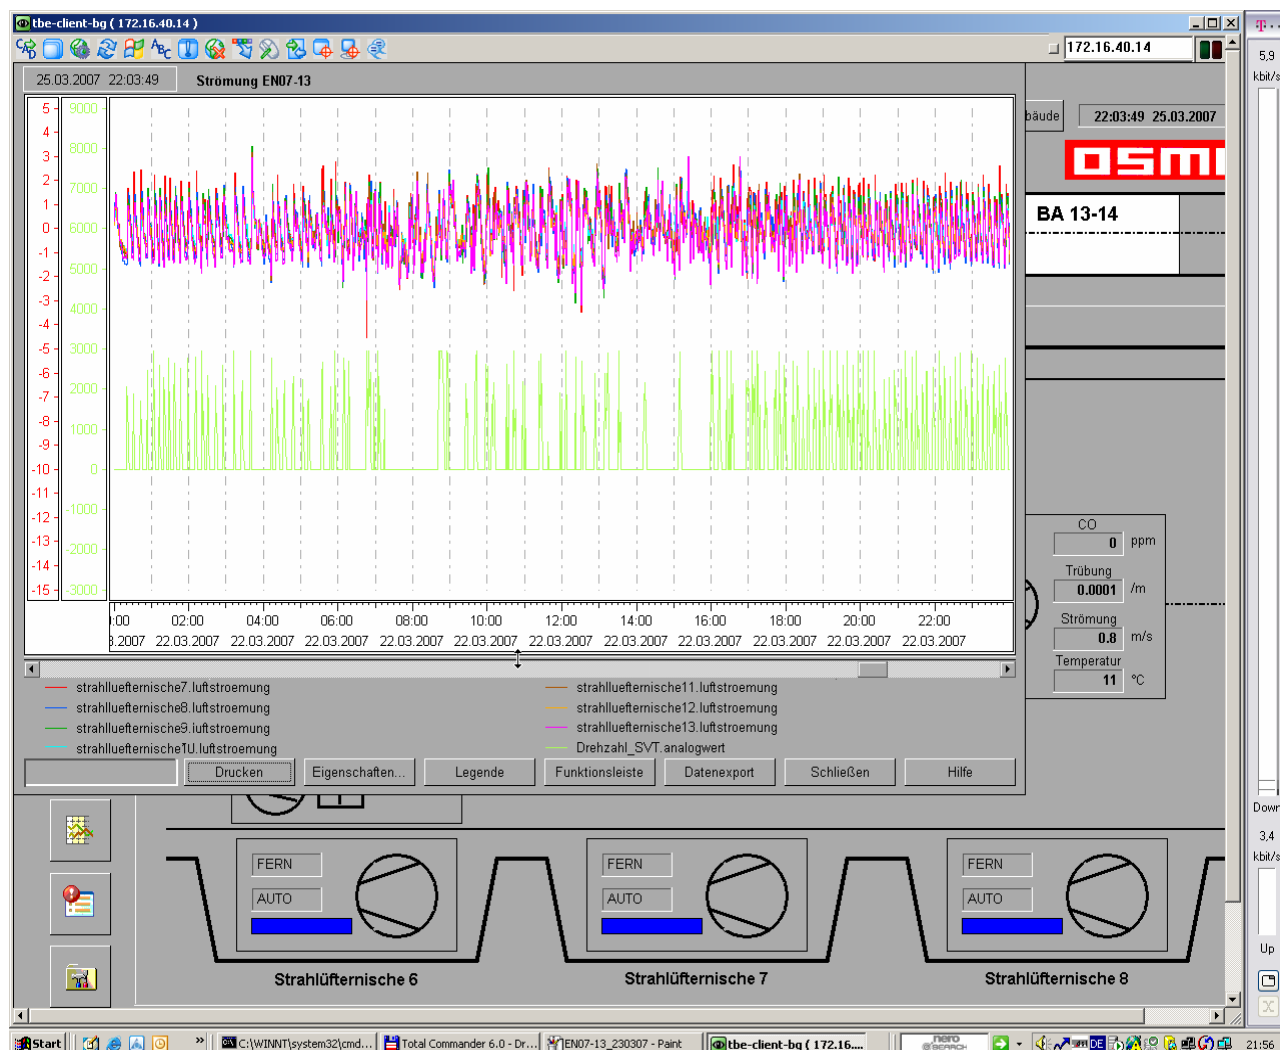 tbe-client-bg ( 172.16.40.14 )
172.16.40.14
25.03.2007 22:03:49 Strömung EN07-13
5 9000
4
3 8000
2 7000
1
0 6000
-1 5000
-2
-3 4000
-4
-5 3000
-6
-7 2000
-8 1000
-9
-10 0
-11 -1000
-12
-13 -2000
-14
-15 -3000
):00 02:00 04:00 06:00 08:00 10:00 12:00 14:00 16:00 18:00 20:00 22:00
3.2007 22.03.2007 22.03.2007 22.03.2007 22.03.2007 22.03.2007 22.03.2007 22.03.2007 22.03.2007 22.03.2007 22.03.2007 22.03.2007
strahlluefternische7.luftstroemung strahlluefternische11.luftstroemung
strahlluefternische8.luftstroemung strahlluefternische12.luftstroemung
strahlluefternische9.luftstroemung strahlluefternische13.luftstroemung
strahlluefternische10.luftstroemung Drehzahl_SVT.analogwert
Drucken Eigenschaften... Legende Funktionsleiste Datenexport Schließen Hilfe
bäude 22:03:49 25.03.2007
BA 13-14
CO
0 ppm
Trübung
0.0001 /m
Strömung
0.8 m/s
Temperatur
11 °C
FERN FERN FERN
AUTO AUTO AUTO
Strahlüfternische 6 Strahlüfternische 7 Strahlüfternische 8
T..
5,9
kbit/s
Down
3,4
kbit/s
Up
Start » C:\WINNT\system32\cmd... Total Commander 6.0 - Dr... EN07-13_230307 - Paint tbe-client-bg ( 172.16.... nero SEARCH DE 21:56